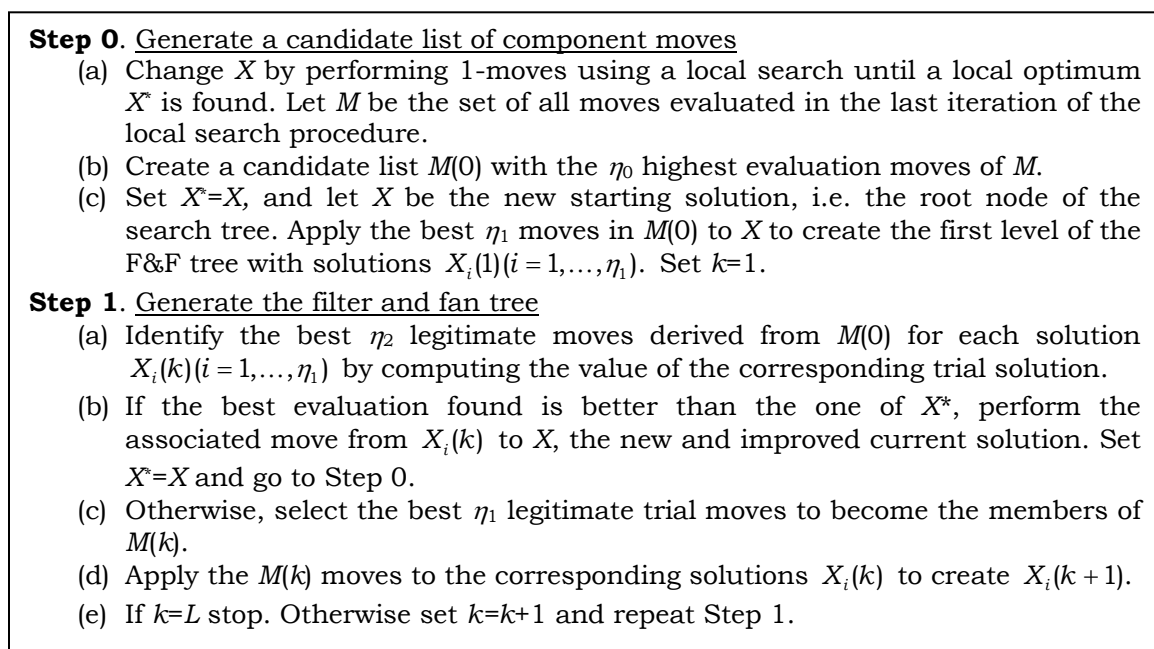 Step 0. Generate a candidate list of component moves
(a) Change X by performing 1-moves using a local search until a local optimum
X* is found. Let M be the set of all moves evaluated in the last iteration of the
local search procedure.
(b) Create a candidate list M(0) with the η₀ highest evaluation moves of M.
(c) Set X*=X, and let X be the new starting solution, i.e. the root node of the
search tree. Apply the best η₁ moves in M(0) to X to create the first level of the
F&F tree with solutions Xᵢ(1)(i = 1,…,η₁). Set k=1.
Step 1. Generate the filter and fan tree
(a) Identify the best η₂ legitimate moves derived from M(0) for each solution
Xᵢ(k)(i = 1,…,η₁) by computing the value of the corresponding trial solution.
(b) If the best evaluation found is better than the one of X*, perform the
associated move from Xᵢ(k) to X, the new and improved current solution. Set
X*=X and go to Step 0.
(c) Otherwise, select the best η₁ legitimate trial moves to become the members of
M(k).
(d) Apply the M(k) moves to the corresponding solutions Xᵢ(k) to create Xᵢ(k + 1).
(e) If k=L stop. Otherwise set k=k+1 and repeat Step 1.